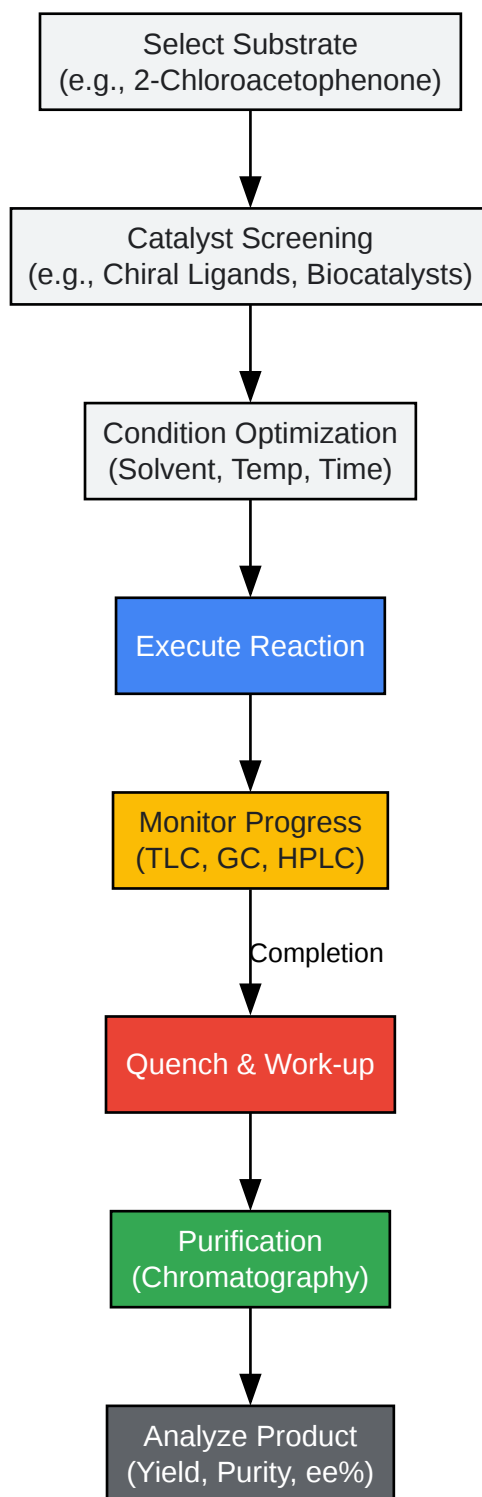 Select Substrate
(e.g., 2-Chloroacetophenone)
Catalyst Screening
(e.g., Chiral Ligands, Biocatalysts)
Condition Optimization
(Solvent, Temp, Time)
Execute Reaction
Monitor Progress
(TLC, GC, HPLC)
Completion
Quench & Work-up
Purification
(Chromatography)
Analyze Product
(Yield, Purity, ee%)